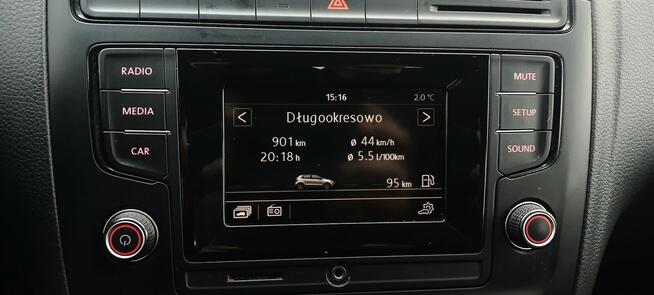 RADIO
MEDIA
CAR
15:16 2.0 °C
< Długookresowo >
901 km ø 44 km/h
20:18 h ø 5.5 l/100km
95 km
MUTE
SETUP
SOUND